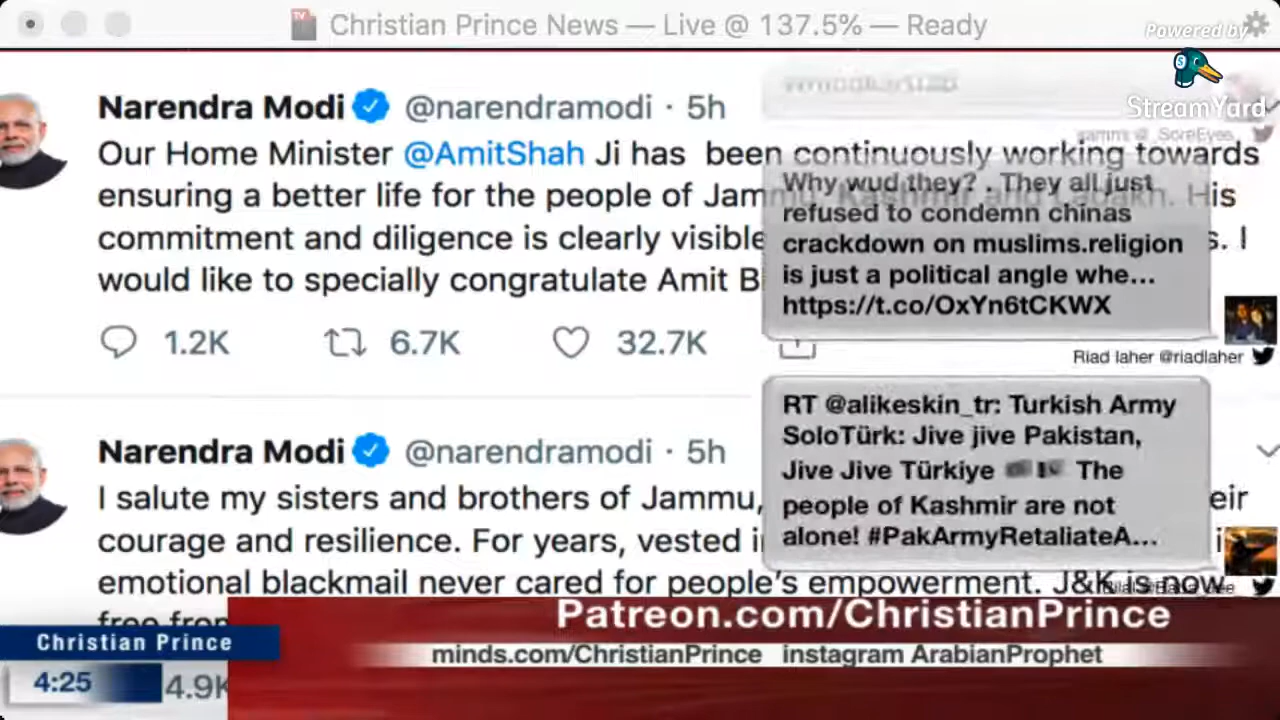 Christian Prince News — Live @ 137.5% — Ready
Powered by
StreamYard
Narendra Modi @narendramodi · 5h
Our Home Minister @AmitShah Ji has been continuously working towards
ensuring a better life for the people of Jammu, Kashmir and Ladakh. His
commitment and diligence is clearly visible
s. I
would like to specially congratulate Amit B
1.2K 6.7K 32.7K
Why wud they? . They all just
refused to condemn chinas
crackdown on muslims.religion
is just a political angle whe...
https://t.co/OxYn6tCKWX
Riad laher @riadlaher
RT @alikeskin_tr: Turkish Army
SoloTürk: Jive jive Pakistan,
Jive Jive Türkiye The
people of Kashmir are not
alone! #PakArmyRetaliateA...
Narendra Modi @narendramodi · 5h
I salute my sisters and brothers of Jammu,
eir
courage and resilience. For years, vested i
emotional blackmail never cared for people's empowerment. J&K is now
free from
Patreon.com/ChristianPrince
Christian Prince
minds.com/ChristianPrince instagram ArabianProphet
4:25
4.9K